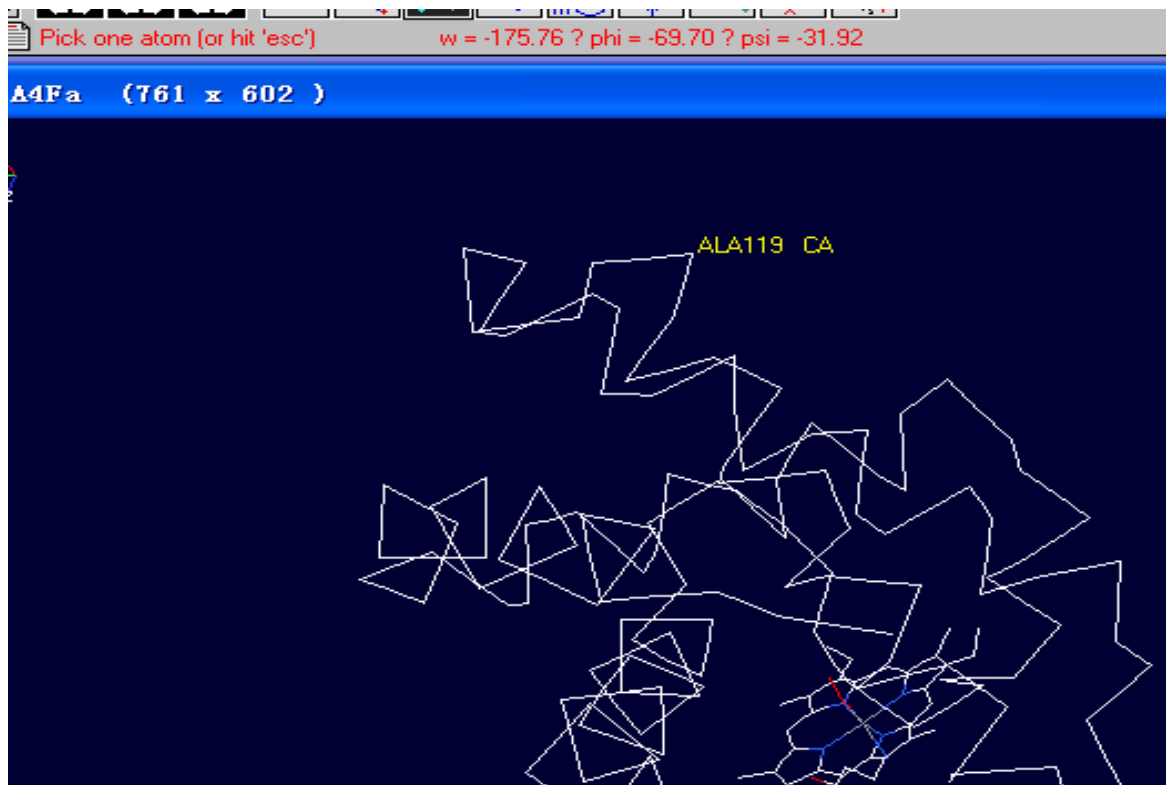 Pick one atom (or hit 'esc') w = -175.76 ? phi = -69.70 ? psi = -31.92
A4Fa (761 x 602 )
ALA119 CA